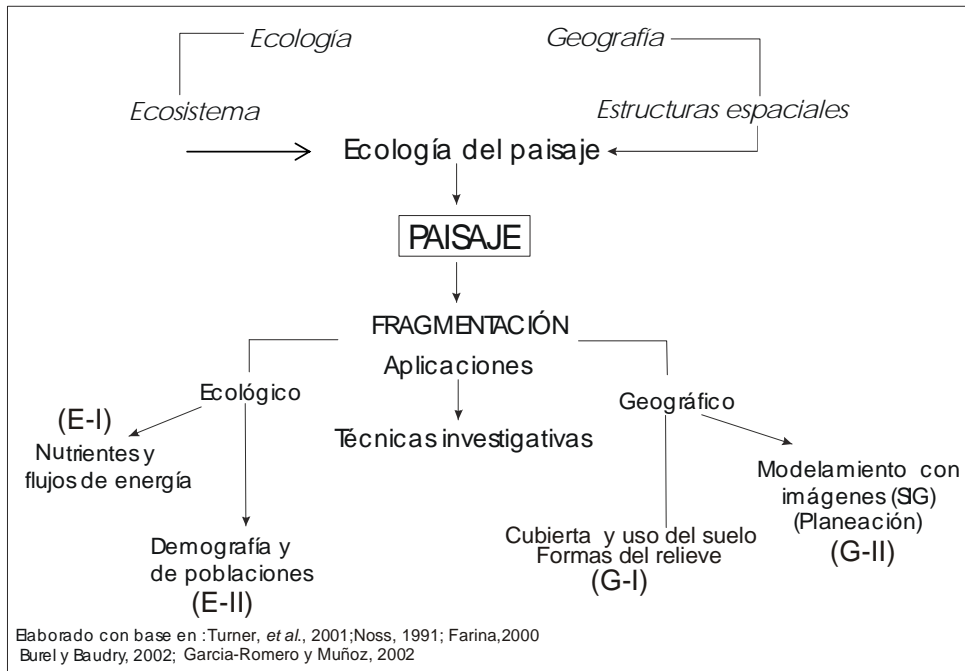 Ecología
Geografía
Ecosistema
Estructuras espaciales
Ecología del paisaje
PAISAJE
FRAGMENTACIÓN
Aplicaciones
Ecológico
Geográfico
(E-I)
Nutrientes y
flujos de energía
Técnicas investigativas
Modelamiento con
imágenes (SIG)
(Planeación)
(G-II)
Cubierta y uso del suelo
Formas del relieve
(G-I)
Demografía y
de poblaciones
(E-II)
Elaborado con base en :Turner, et al., 2001;Noss, 1991; Farina,2000
Burel y Baudry, 2002; Garcia-Romero y Muñoz, 2002